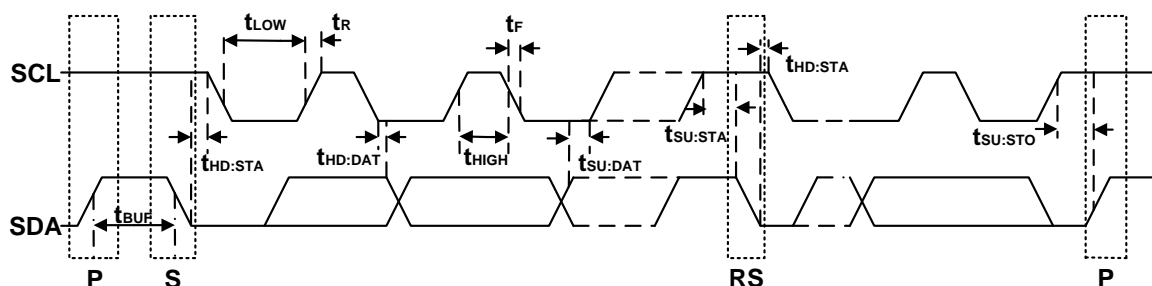 tLOW
tR
tF
SCL
tHD:STA
tHD:STA
tHD:DAT
tHIGH
tSU:DAT
tSU:STA
tSU:STO
SDA
tBUF
P
S
RS
P